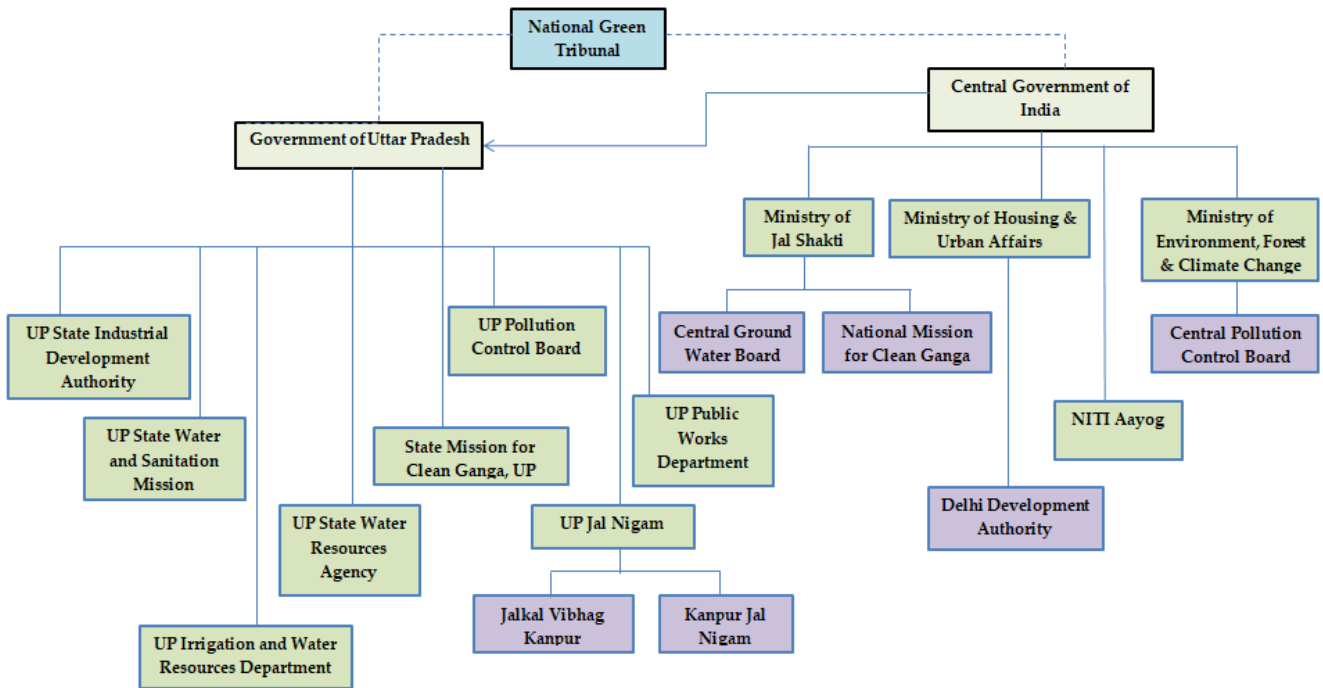 National Green
Tribunal
Central Government of
India
Government of Uttar Pradesh
Ministry of
Jal Shakti
Ministry of Housing &
Urban Affairs
Ministry of
Environment, Forest
& Climate Change
UP State Industrial
Development
Authority
UP Pollution
Control Board
Central Ground
Water Board
National Mission
for Clean Ganga
Central Pollution
Control Board
UP State Water
and Sanitation
Mission
State Mission for
Clean Ganga, UP
UP Public
Works
Department
NITI Aayog
UP State Water
Resources
Agency
UP Jal Nigam
Delhi Development
Authority
Jalkal Vibhag
Kanpur
Kanpur Jal
Nigam
UP Irrigation and Water
Resources Department